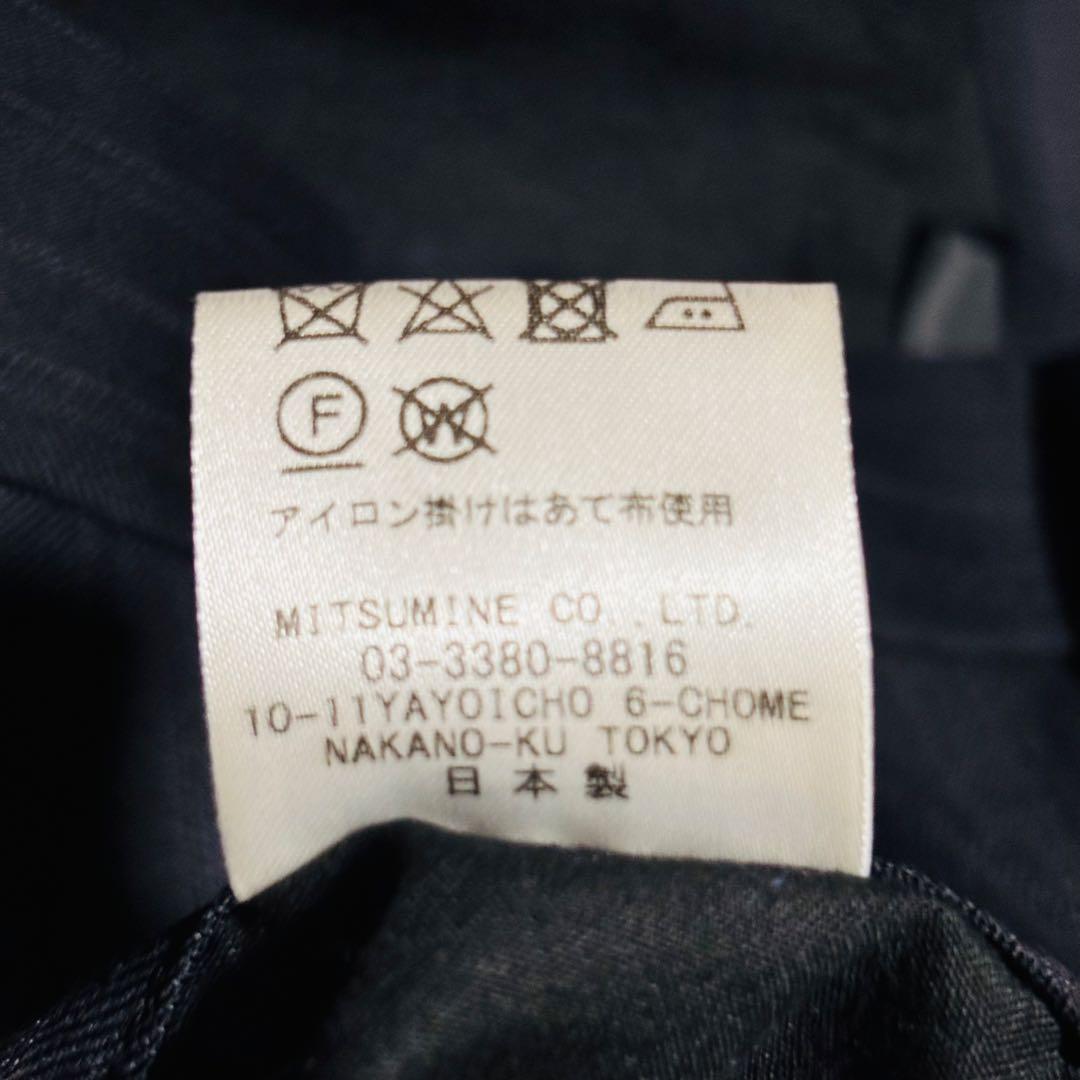 F W
アイロン掛けはあて布使用
MITSUMINE CO.,LTD.
03-3380-8816
10-11YAYOICHO 6-CHOME
NAKANO-KU TOKYO
日本製